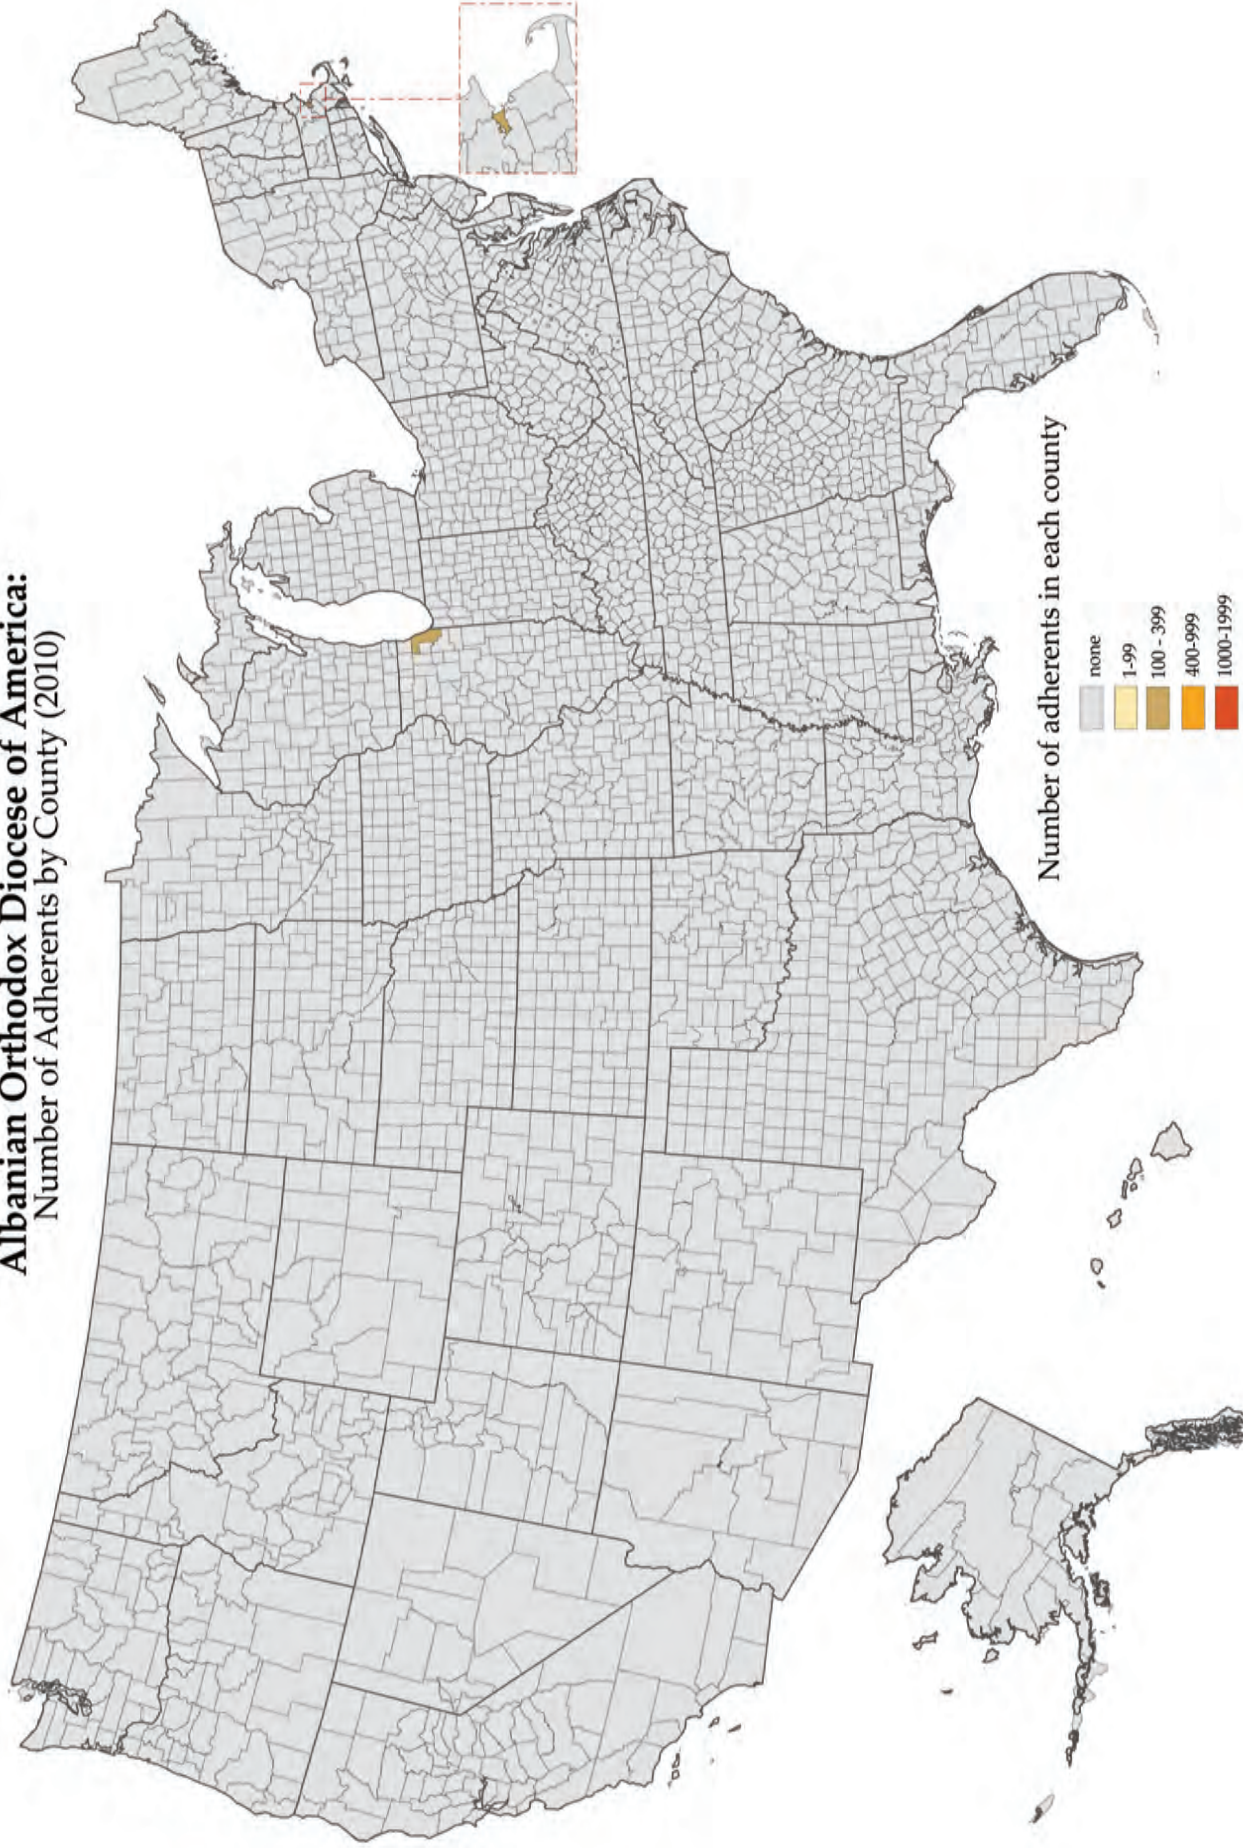 Albanian Orthodox Diocese of America:
Number of Adherents by County (2010)
Number of adherents in each county
none
1-99
100 - 399
400-999
1000-1999